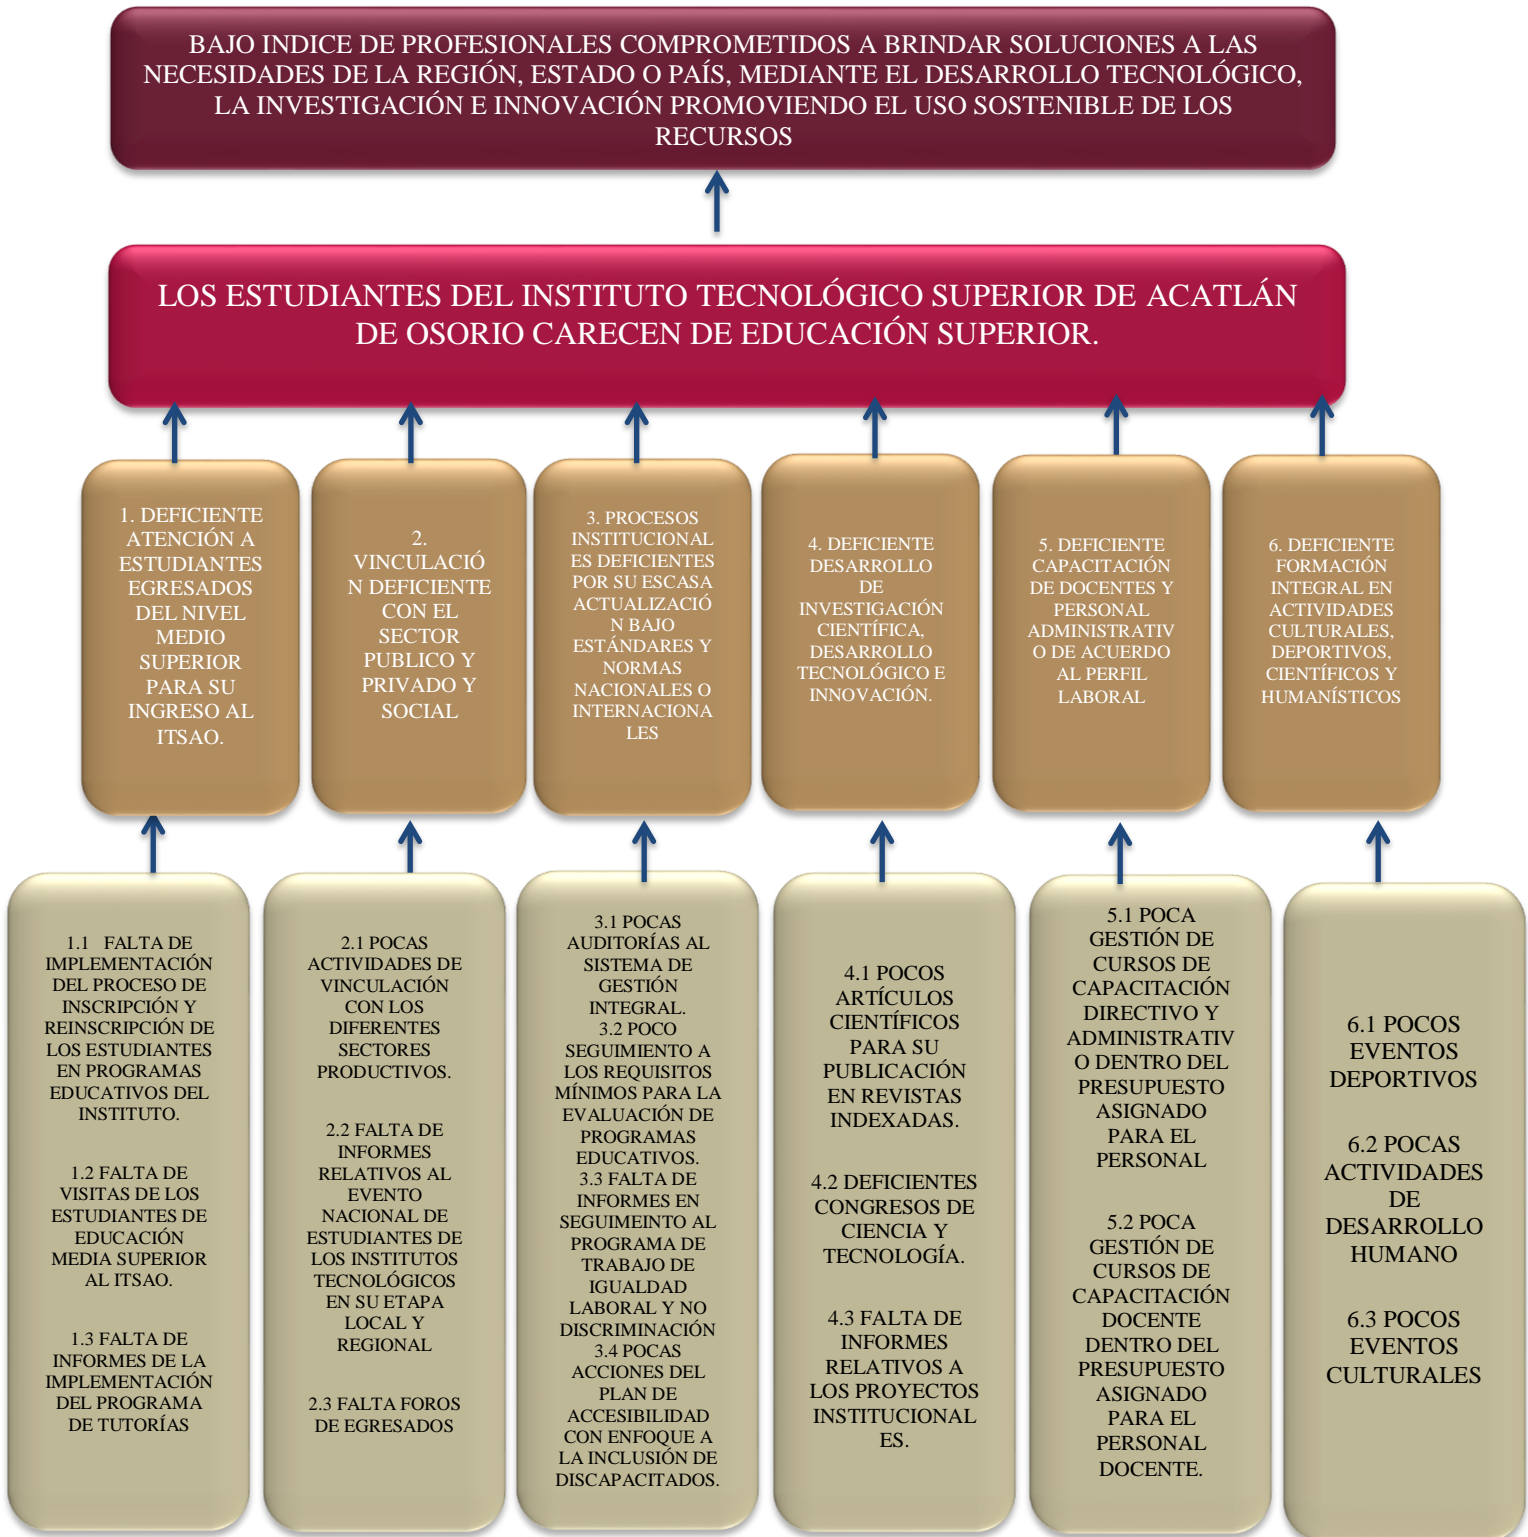 BAJO INDICE DE PROFESIONALES COMPROMETIDOS A BRINDAR SOLUCIONES A LAS
NECESIDADES DE LA REGIÓN, ESTADO O PAÍS, MEDIANTE EL DESARROLLO TECNOLÓGICO,
LA INVESTIGACIÓN E INNOVACIÓN PROMOVIENDO EL USO SOSTENIBLE DE LOS
RECURSOS
LOS ESTUDIANTES DEL INSTITUTO TECNOLÓGICO SUPERIOR DE ACATLÁN
DE OSORIO CARECEN DE EDUCACIÓN SUPERIOR.
1. DEFICIENTE
ATENCIÓN A
ESTUDIANTES
EGRESADOS
DEL NIVEL
MEDIO
SUPERIOR
PARA SU
INGRESO AL
ITSAO.
2.
VINCULACIÓ
N DEFICIENTE
CON EL
SECTOR
PUBLICO Y
PRIVADO Y
SOCIAL
3. PROCESOS
INSTITUCIONAL
ES DEFICIENTES
POR SU ESCASA
ACTUALIZACIÓ
N BAJO
ESTÁNDARES Y
NORMAS
NACIONALES O
INTERNACIONA
LES
4. DEFICIENTE
DESARROLLO
DE
INVESTIGACIÓN
CIENTÍFICA,
DESARROLLO
TECNOLÓGICO E
INNOVACIÓN.
5. DEFICIENTE
CAPACITACIÓN
DE DOCENTES Y
PERSONAL
ADMINISTRATIV
O DE ACUERDO
AL PERFIL
LABORAL
6. DEFICIENTE
FORMACIÓN
INTEGRAL EN
ACTIVIDADES
CULTURALES,
DEPORTIVOS,
CIENTÍFICOS Y
HUMANÍSTICOS
1.1 FALTA DE
IMPLEMENTACIÓN
DEL PROCESO DE
INSCRIPCIÓN Y
REINSCRIPCIÓN DE
LOS ESTUDIANTES
EN PROGRAMAS
EDUCATIVOS DEL
INSTITUTO.
1.2 FALTA DE
VISITAS DE LOS
ESTUDIANTES DE
EDUCACIÓN
MEDIA SUPERIOR
AL ITSAO.
1.3 FALTA DE
INFORMES DE LA
IMPLEMENTACIÓN
DEL PROGRAMA
DE TUTORÍAS
2.1 POCAS
ACTIVIDADES DE
VINCULACIÓN
CON LOS
DIFERENTES
SECTORES
PRODUCTIVOS.
2.2 FALTA DE
INFORMES
RELATIVOS AL
EVENTO
NACIONAL DE
ESTUDIANTES DE
LOS INSTITUTOS
TECNOLÓGICOS
EN SU ETAPA
LOCAL Y
REGIONAL
2.3 FALTA FOROS
DE EGRESADOS
3.1 POCAS
AUDITORÍAS AL
SISTEMA DE
GESTIÓN
INTEGRAL.
3.2 POCO
SEGUIMIENTO A
LOS REQUISITOS
MÍNIMOS PARA LA
EVALUACIÓN DE
PROGRAMAS
EDUCATIVOS.
3.3 FALTA DE
INFORMES EN
SEGUIMEINTO AL
PROGRAMA DE
TRABAJO DE
IGUALDAD
LABORAL Y NO
DISCRIMINACIÓN
3.4 POCAS
ACCIONES DEL
PLAN DE
ACCESIBILIDAD
CON ENFOQUE A
LA INCLUSIÓN DE
DISCAPACITADOS.
4.1 POCOS
ARTÍCULOS
CIENTÍFICOS
PARA SU
PUBLICACIÓN
EN REVISTAS
INDEXADAS.
4.2 DEFICIENTES
CONGRESOS DE
CIENCIA Y
TECNOLOGÍA.
4.3 FALTA DE
INFORMES
RELATIVOS A
LOS PROYECTOS
INSTITUCIONAL
ES.
5.1 POCA
GESTIÓN DE
CURSOS DE
CAPACITACIÓN
DIRECTIVO Y
ADMINISTRATIV
O DENTRO DEL
PRESUPUESTO
ASIGNADO
PARA EL
PERSONAL
5.2 POCA
GESTIÓN DE
CURSOS DE
CAPACITACIÓN
DOCENTE
DENTRO DEL
PRESUPUESTO
ASIGNADO
PARA EL
PERSONAL
DOCENTE.
6.1 POCOS
EVENTOS
DEPORTIVOS
6.2 POCAS
ACTIVIDADES
DE
DESARROLLO
HUMANO
6.3 POCOS
EVENTOS
CULTURALES